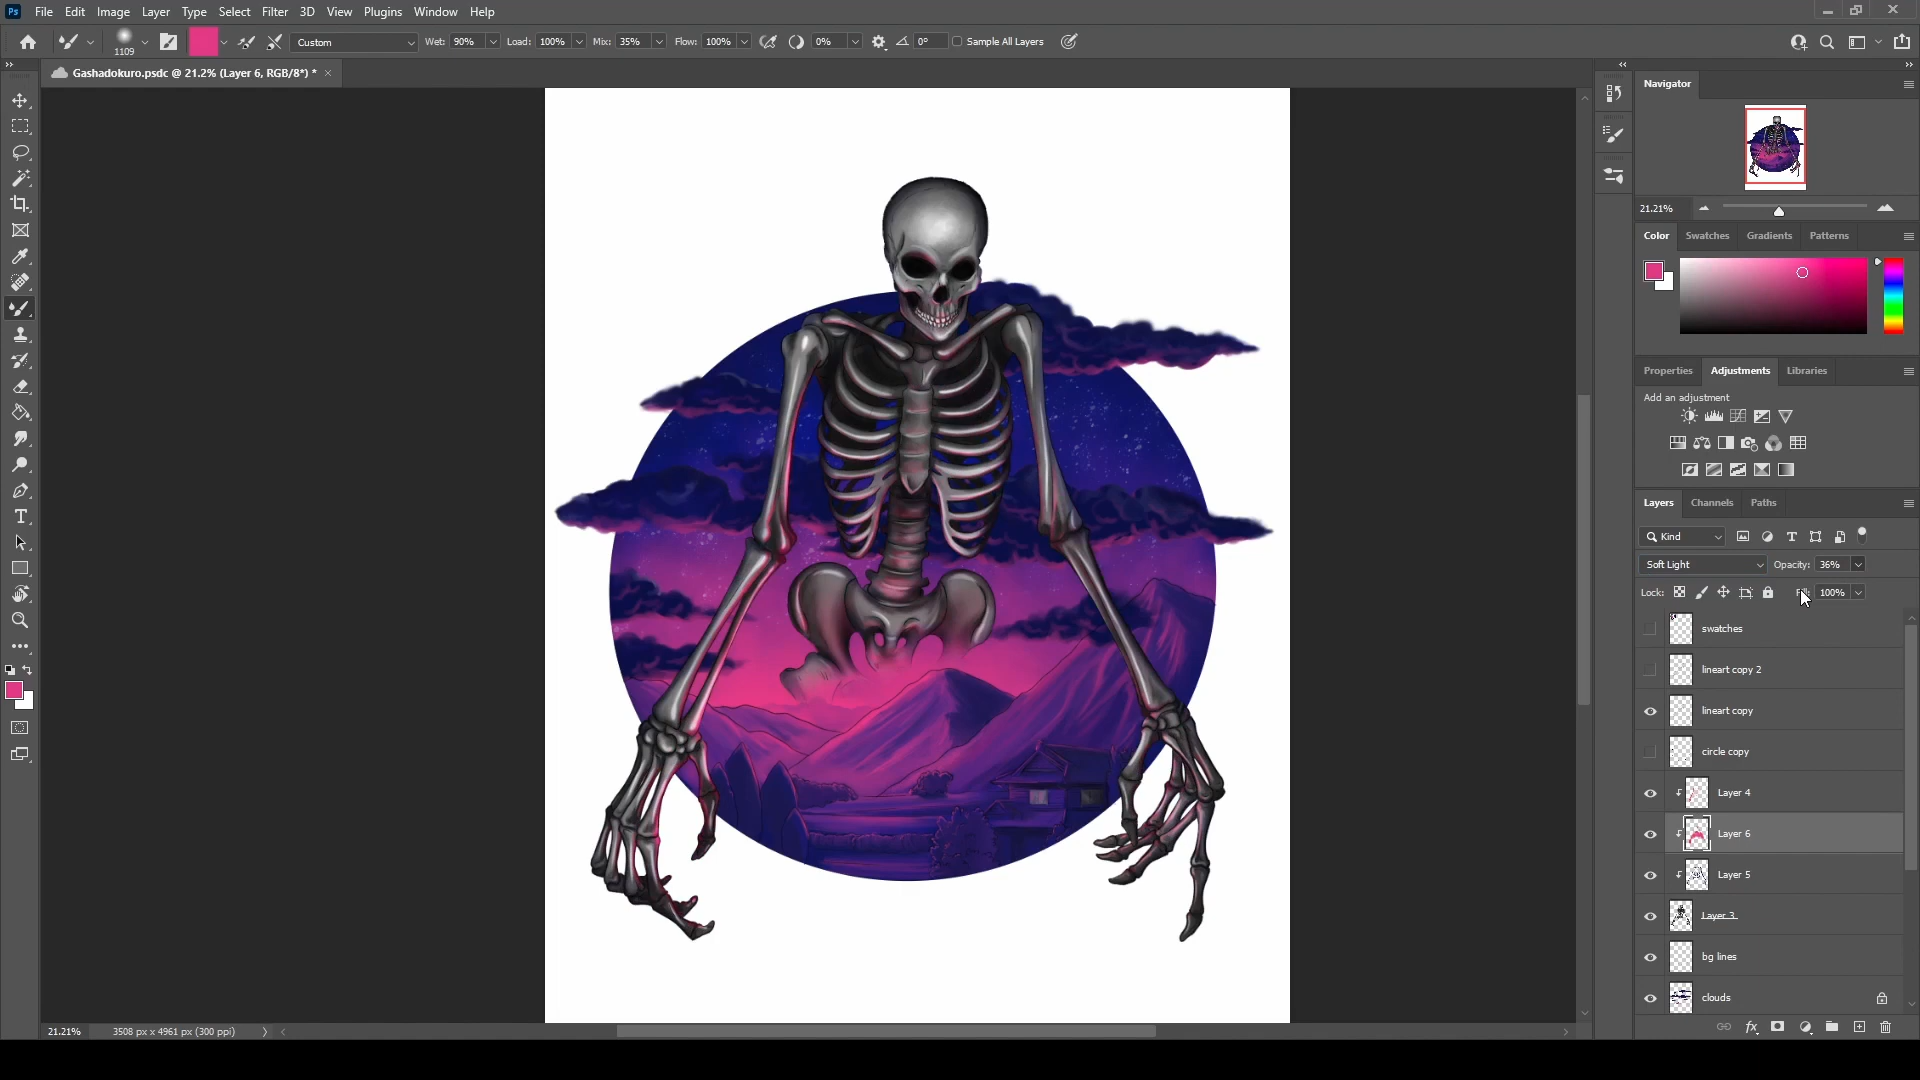 Ps File Edit Image Layer Type Select Filter 3D View Plugins Window Help
1109 Custom Wet: 90% Load: 100% Mix: 35% Flow: 100% 0% 0° Sample All Layers
Gashadokuro.psdc @ 21.2% (Layer 6, RGB/8*) * ×
Navigator
21.21%
Color Swatches Gradients Patterns
Properties Adjustments Libraries
Add an adjustment
Layers Channels Paths
Kind
Soft Light Opacity: 36%
Lock: 100%
swatches
lineart copy 2
lineart copy
circle copy
Layer 4
Layer 6
Layer 5
Layer 3
bg lines
clouds
fx
21.21% 3508 px x 4961 px (300 ppi)